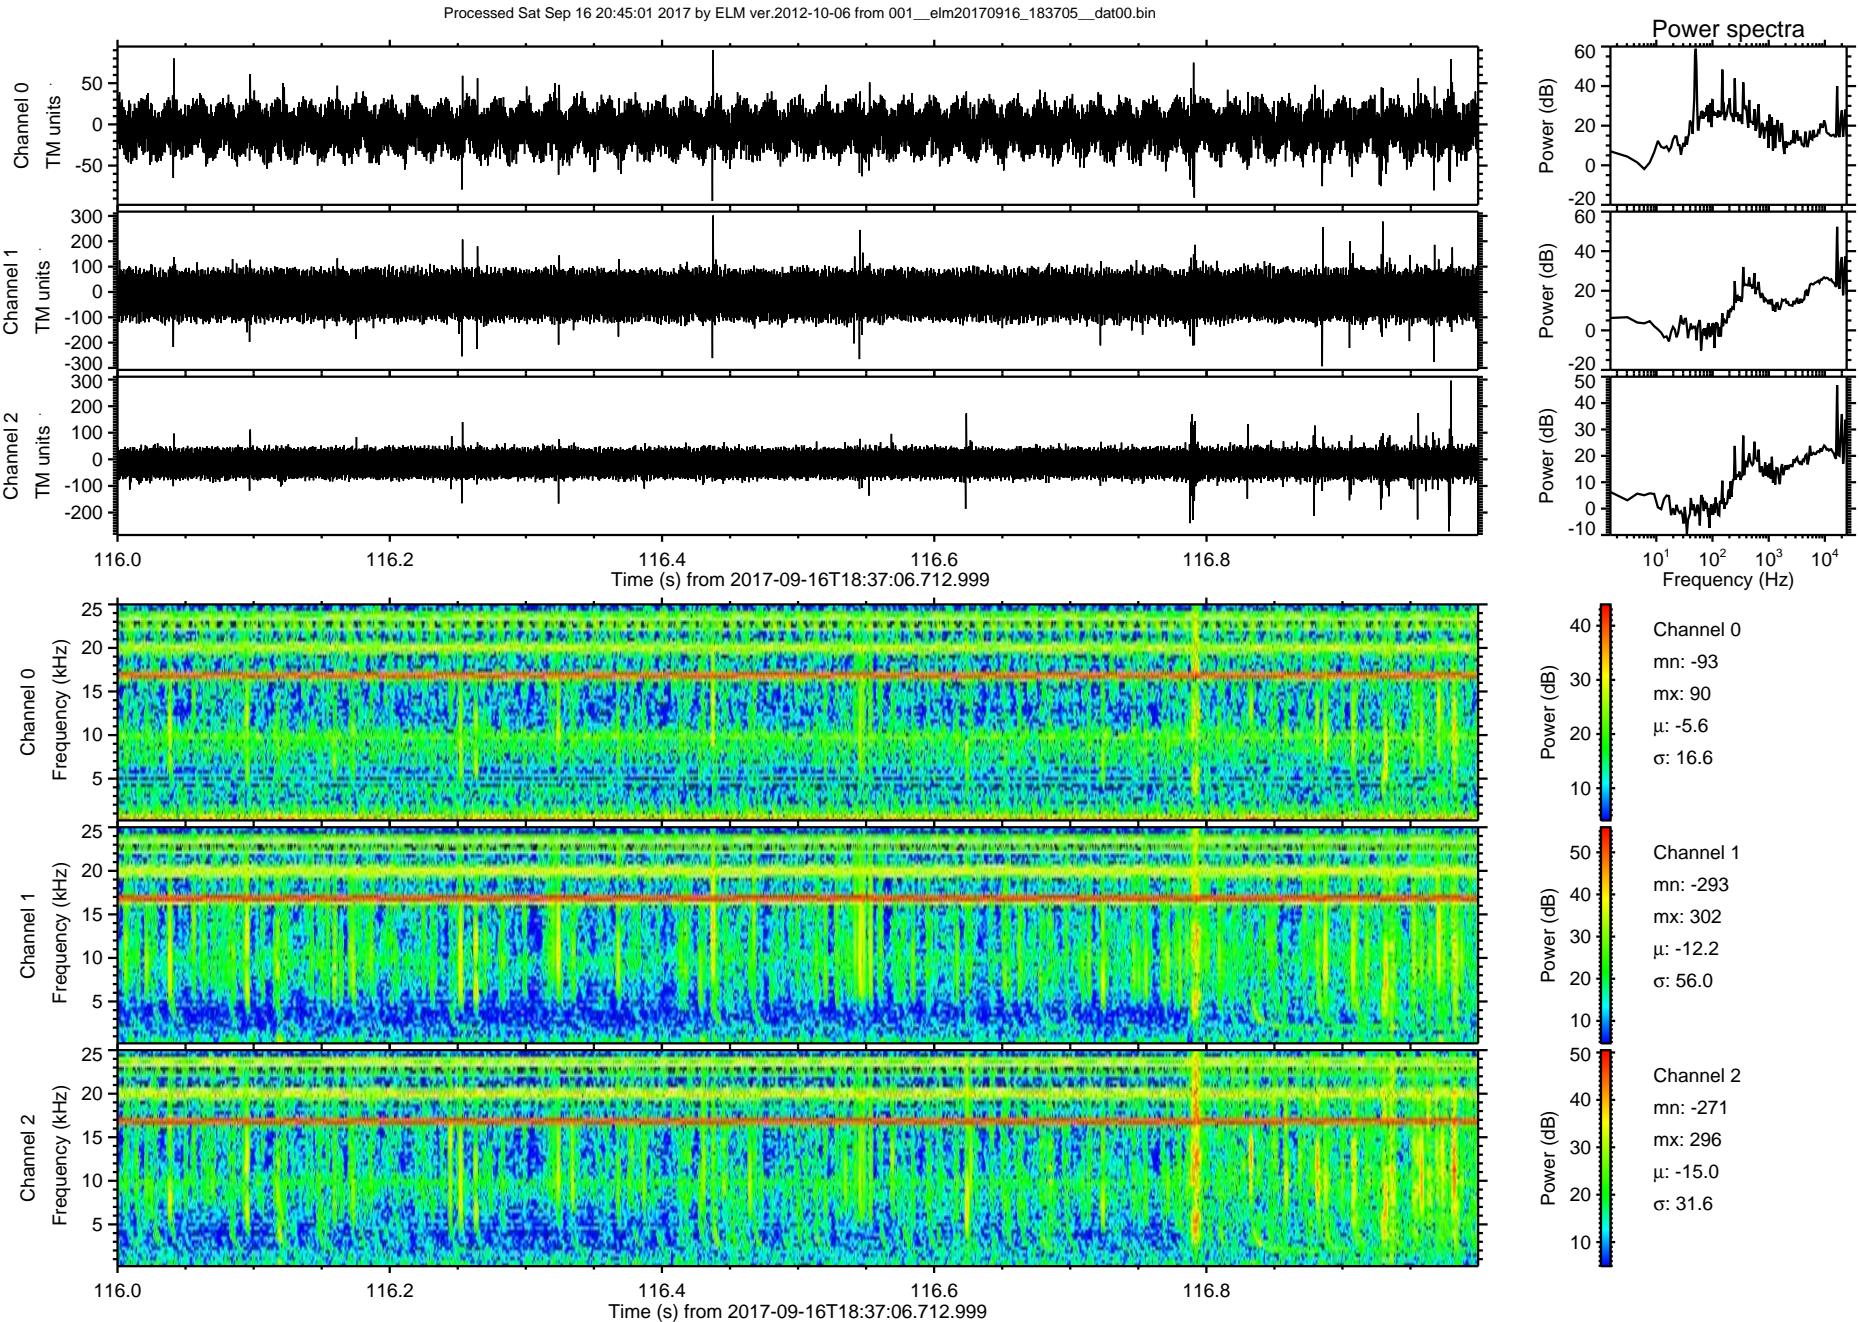 Processed Sat Sep 16 20:45:01 2017 by ELM ver.2012-10-06 from 001__elm20170916_183705__dat00.bin
Power spectra
Channel 0
TM units
50
0
-50
Power (dB)
60
40
20
0
-20
Channel 1
TM units
300
200
100
0
-100
-200
-300
Power (dB)
60
40
20
0
-20
Channel 2
TM units
300
200
100
0
-100
-200
Power (dB)
50
40
30
20
10
0
-10
116.0 116.2 116.4 116.6 116.8
Time (s) from 2017-09-16T18:37:06.712.999
10^1 10^2 10^3 10^4
Frequency (Hz)
Channel 0
Frequency (kHz)
25
20
15
10
5
Power (dB)
40
30
20
10
Channel 0
mn: -93
mx: 90
μ: -5.6
σ: 16.6
Channel 1
Frequency (kHz)
25
20
15
10
5
Power (dB)
50
40
30
20
10
Channel 1
mn: -293
mx: 302
μ: -12.2
σ: 56.0
Channel 2
Frequency (kHz)
25
20
15
10
5
Power (dB)
50
40
30
20
10
Channel 2
mn: -271
mx: 296
μ: -15.0
σ: 31.6
116.0 116.2 116.4 116.6 116.8
Time (s) from 2017-09-16T18:37:06.712.999